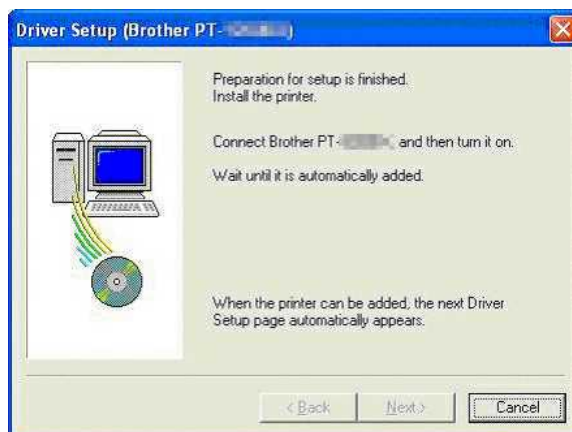 Driver Setup (Brother PT- )
Preparation for setup is finished.
Install the printer.
Connect Brother PT- and then turn it on.
Wait until it is automatically added.
When the printer can be added, the next Driver
Setup page automatically appears.
< Back
Next >
Cancel